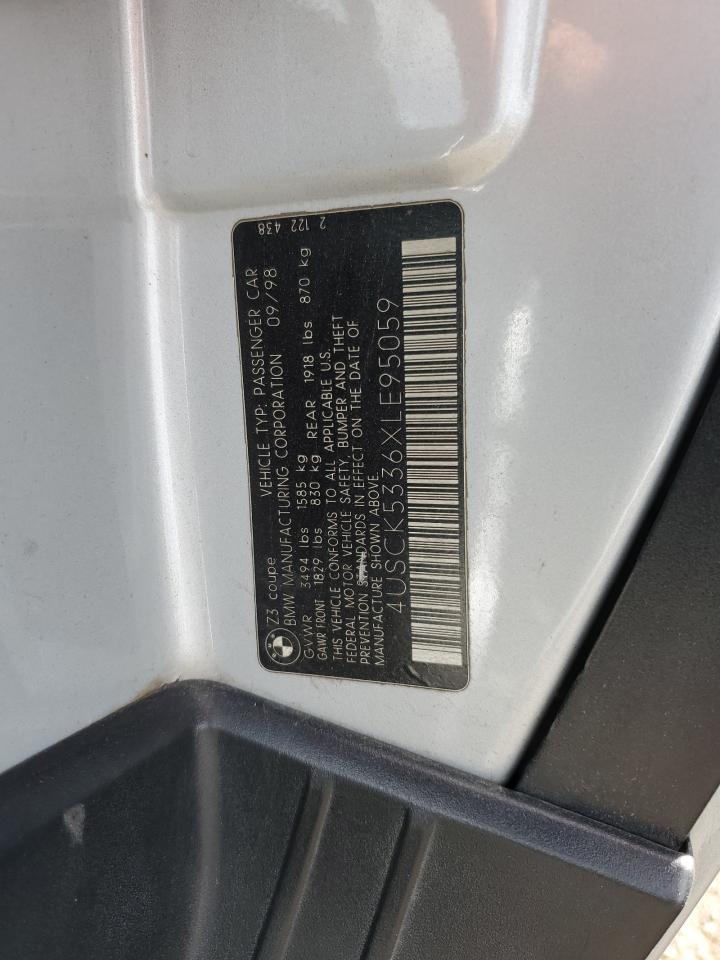 Z3 coupe VEHICLE TYP: PASSENGER CAR 2 122 438
BMW MANUFACTURING CORPORATION 09/98
GVWR 3494 lbs 1585 kg
GAWR FRONT 1829 lbs 830 kg REAR 1918 lbs 870 kg
THIS VEHICLE CONFORMS TO ALL APPLICABLE U.S.
FEDERAL MOTOR VEHICLE SAFETY, BUMPER AND THEFT
PREVENTION STANDARDS IN EFFECT ON THE DATE OF
MANUFACTURE SHOWN ABOVE.
4USCK5336XLE95059